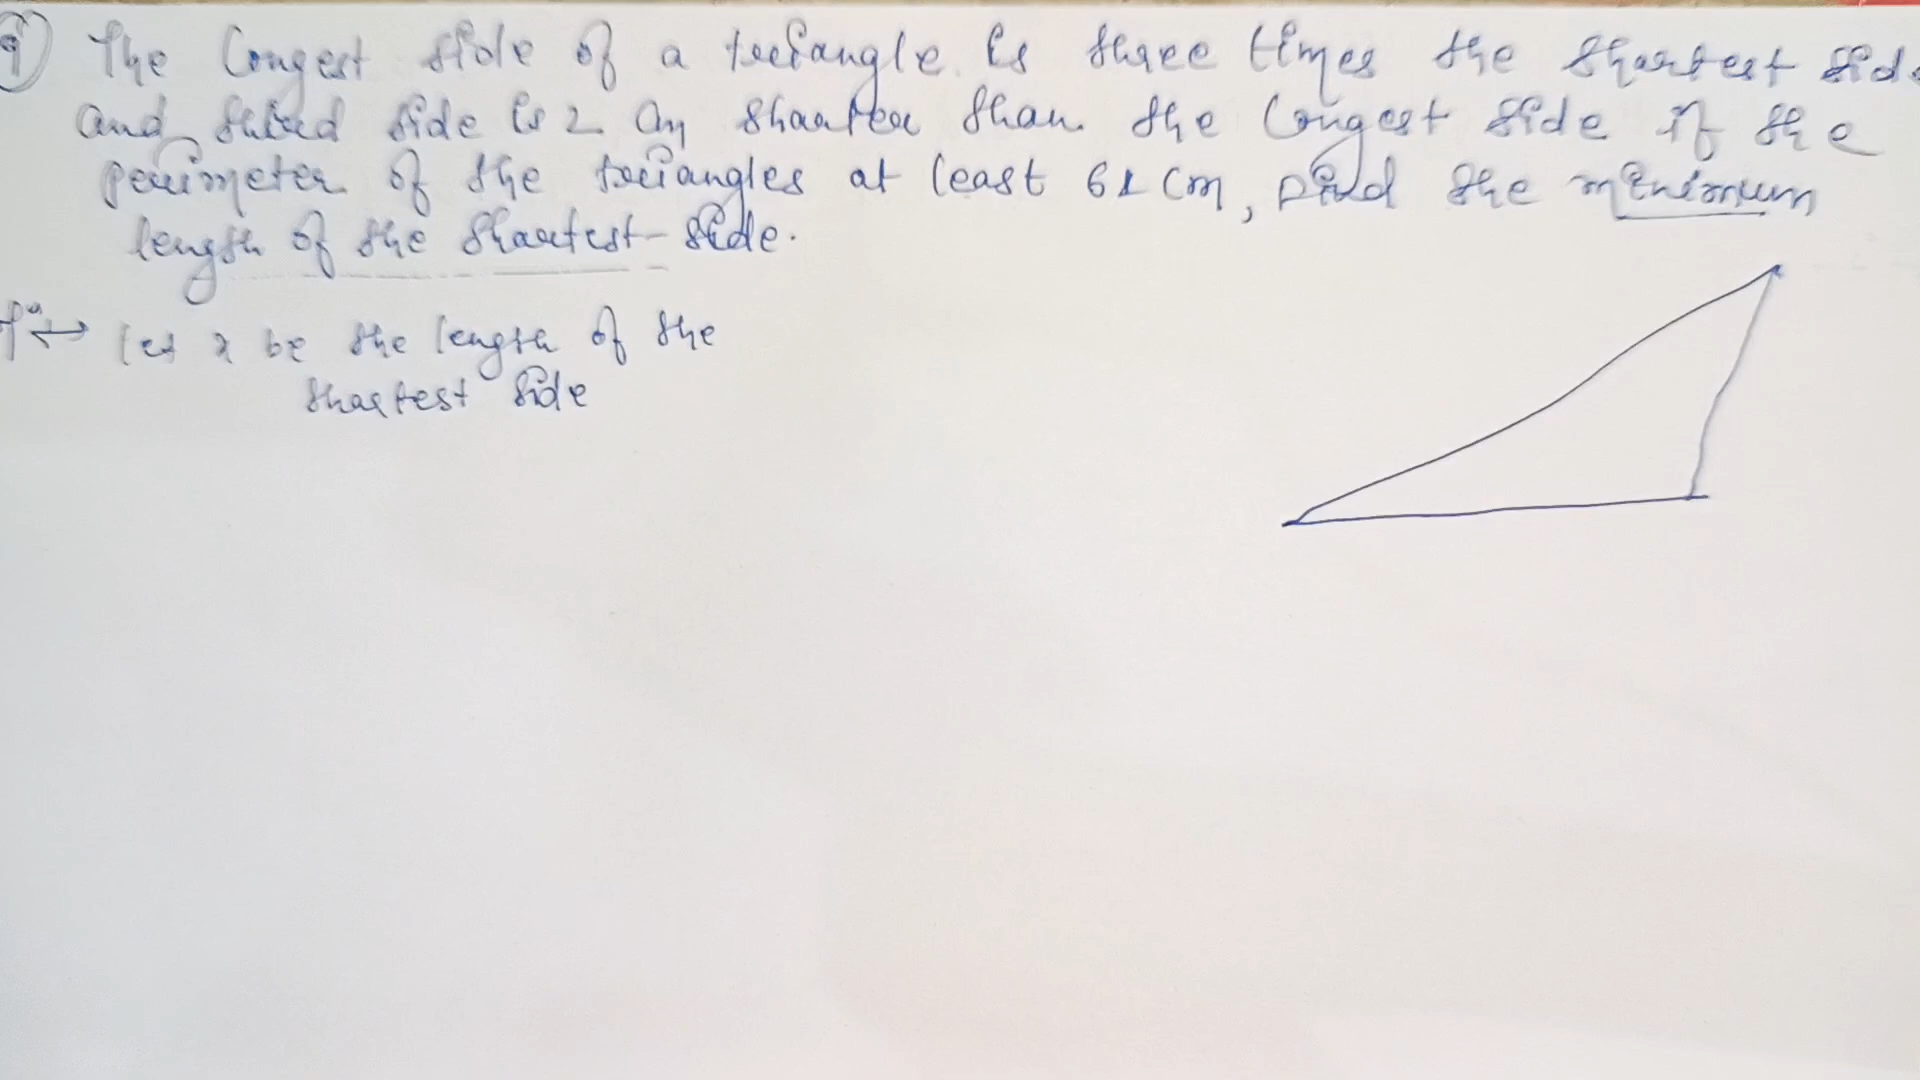 9) The longest side of a triangle is three times the shortest side
and third side is 2 cm shorter than the longest side if the
perimeter of the triangles at least 61 cm, find the minimum
length of the shortest side.
let x be the length of the
shortest side